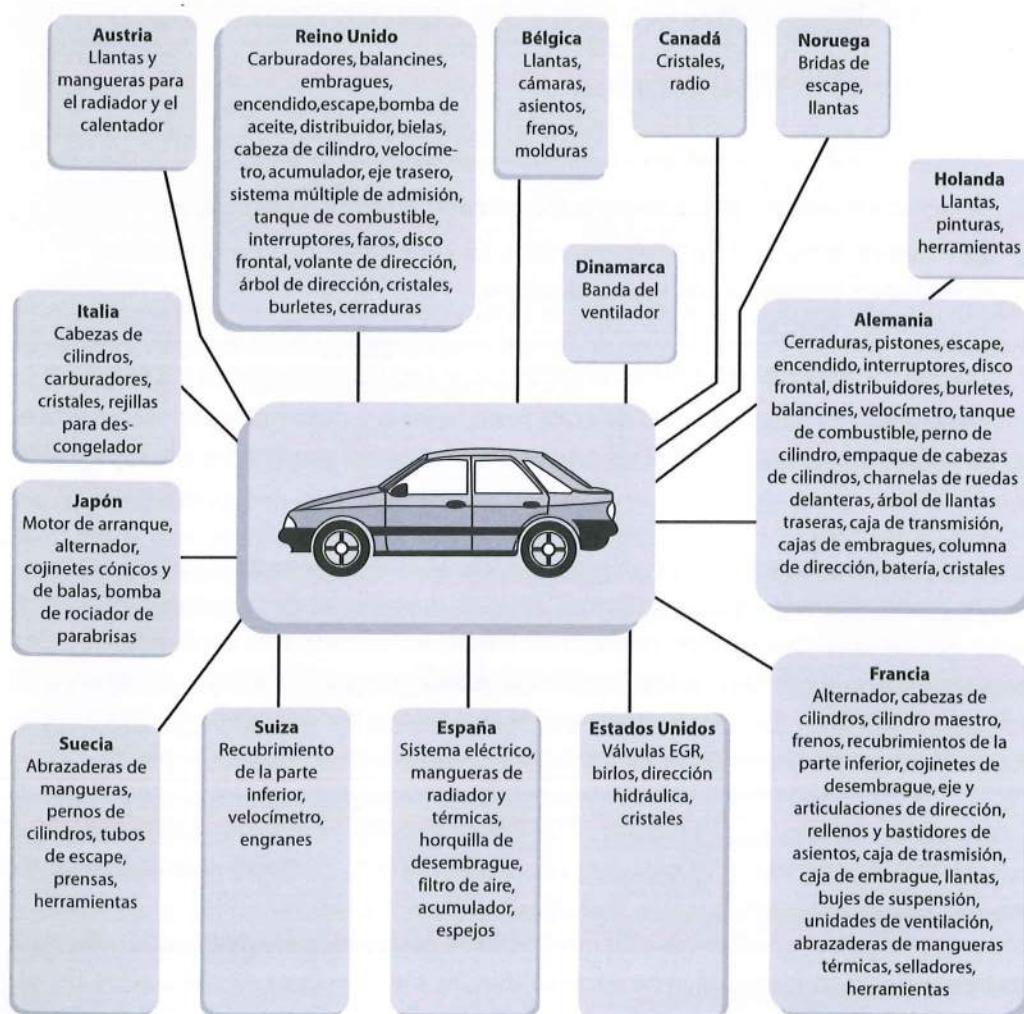 Austria
Llantas y
mangueras para
el radiador y el
calentador
Reino Unido
Carburadores, balancines,
embragues,
encendido,escape,bomba de
aceite, distribuidor, bielas,
cabeza de cilindro, velocíme-
tro, acumulador, eje trasero,
sistema múltiple de admisión,
tanque de combustible,
interruptores, faros, disco
frontal, volante de dirección,
árbol de dirección, cristales,
burletes, cerraduras
Bélgica
Llantas,
cámaras,
asientos,
frenos,
molduras
Canadá
Cristales,
radio
Noruega
Bridas de
escape,
llantas
Holanda
Llantas,
pinturas,
herramientas
Dinamarca
Banda del
ventilador
Italia
Cabezas de
cilindros,
carburadores,
cristales, rejillas
para des-
congelador
Alemania
Cerraduras, pistones, escape,
encendido, interruptores, disco
frontal, distribuidores, burletes,
balancines, velocímetro, tanque
de combustible, perno de
cilindro, empaque de cabezas
de cilindros, charnelas de ruedas
delanteras, árbol de llantas
traseras, caja de transmisión,
cajas de embragues, columna
de dirección, batería, cristales
Japón
Motor de arranque,
alternador,
cojinetes cónicos y
de balas, bomba
de rociador de
parabrisas
Suecia
Abrazaderas de
mangueras,
pernos de
cilindros, tubos
de escape,
prensas,
herramientas
Suiza
Recubrimiento
de la parte
inferior,
velocímetro,
engranes
España
Sistema eléctrico,
mangueras de
radiador y
térmicas,
horquilla de
desembrague,
filtro de aire,
acumulador,
espejos
Estados Unidos
Válvulas EGR,
birlos, dirección
hidráulica,
cristales
Francia
Alternador, cabezas de
cilindros, cilindro maestro,
frenos, recubrimientos de la
parte inferior, cojinetes de
desembrague, eje y
articulaciones de dirección,
rellenos y bastidores de
asientos, caja de trasmisión,
caja de embrague, llantas,
bujes de suspensión,
unidades de ventilación,
abrazaderas de mangueras
térmicas, selladores,
herramientas